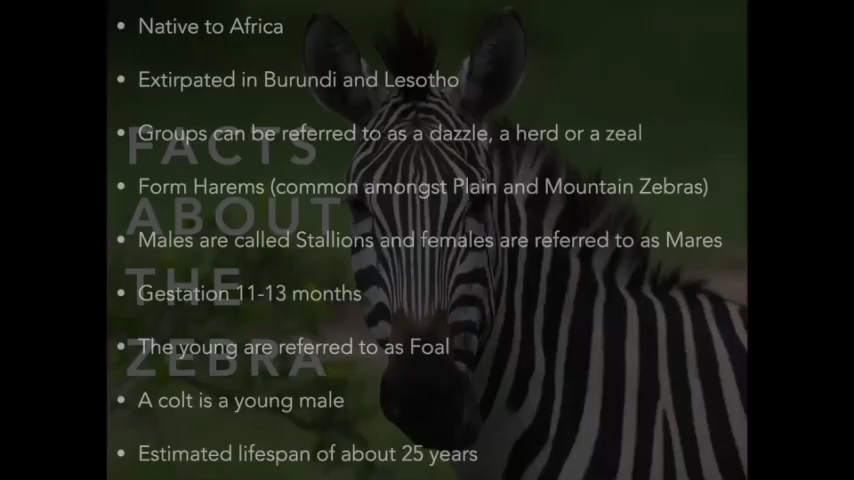 • Native to Africa
• Extirpated in Burundi and Lesotho
• Groups can be referred to as a dazzle, a herd or a zeal
• Form Harems (common amongst Plain and Mountain Zebras)
• Males are called Stallions and females are referred to as Mares
• Gestation 11-13 months
• The young are referred to as Foal
• A colt is a young male
• Estimated lifespan of about 25 years
FACTS
ABOUT
THE
ZEBRA